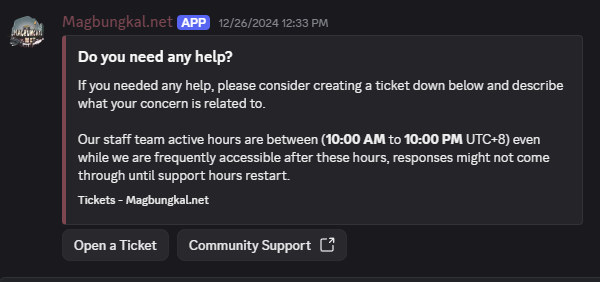 Magbungkal.net APP 12/26/2024 12:33 PM
Do you need any help?
If you needed any help, please consider creating a ticket down below and describe
what your concern is related to.
Our staff team active hours are between (10:00 AM to 10:00 PM UTC+8) even
while we are frequently accessible after these hours, responses might not come
through until support hours restart.
Tickets - Magbungkal.net
Open a Ticket Community Support